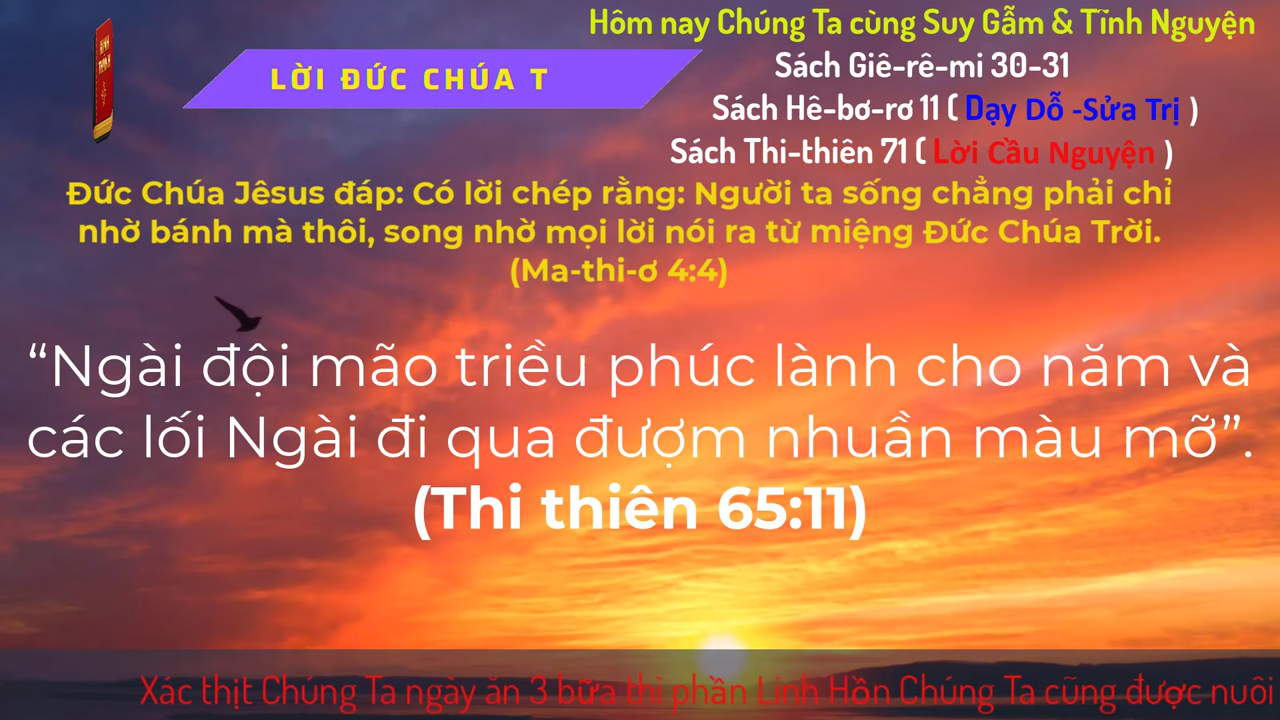 Hôm nay Chúng Ta cùng Suy Gẫm & Tĩnh Nguyện
LỜI ĐỨC CHÚA T
Sách Giê-rê-mi 30-31
Sách Hê-bơ-rơ 11 ( Dạy Dỗ -Sửa Trị )
Sách Thi-thiên 71 ( Lời Cầu Nguyện )
Đức Chúa Jêsus đáp: Có lời chép rằng: Người ta sống chẳng phải chỉ
nhờ bánh mà thôi, song nhờ mọi lời nói ra từ miệng Đức Chúa Trời.
(Ma-thi-ơ 4:4)
“Ngài đội mão triều phúc lành cho năm và
các lối Ngài đi qua đượm nhuần màu mỡ”.
(Thi thiên 65:11)
Xác thịt Chúng Ta ngày ăn 3 bữa thì phần Linh Hồn Chúng Ta cũng được nuôi